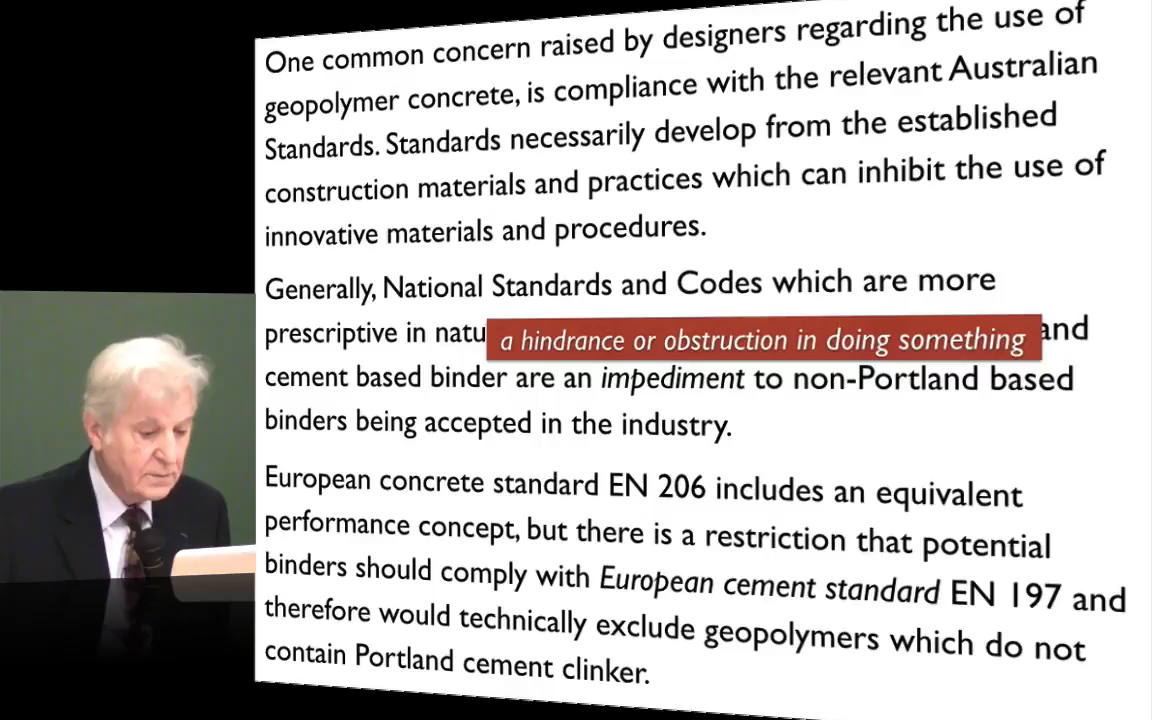 One common concern raised by designers regarding the use of
geopolymer concrete, is compliance with the relevant Australian
Standards. Standards necessarily develop from the established
construction materials and practices which can inhibit the use of
innovative materials and procedures.
Generally, National Standards and Codes which are more
prescriptive in natu a hindrance or obstruction in doing something and
cement based binder are an impediment to non-Portland based
binders being accepted in the industry.
European concrete standard EN 206 includes an equivalent
performance concept, but there is a restriction that potential
binders should comply with European cement standard EN 197 and
therefore would technically exclude geopolymers which do not
contain Portland cement clinker.